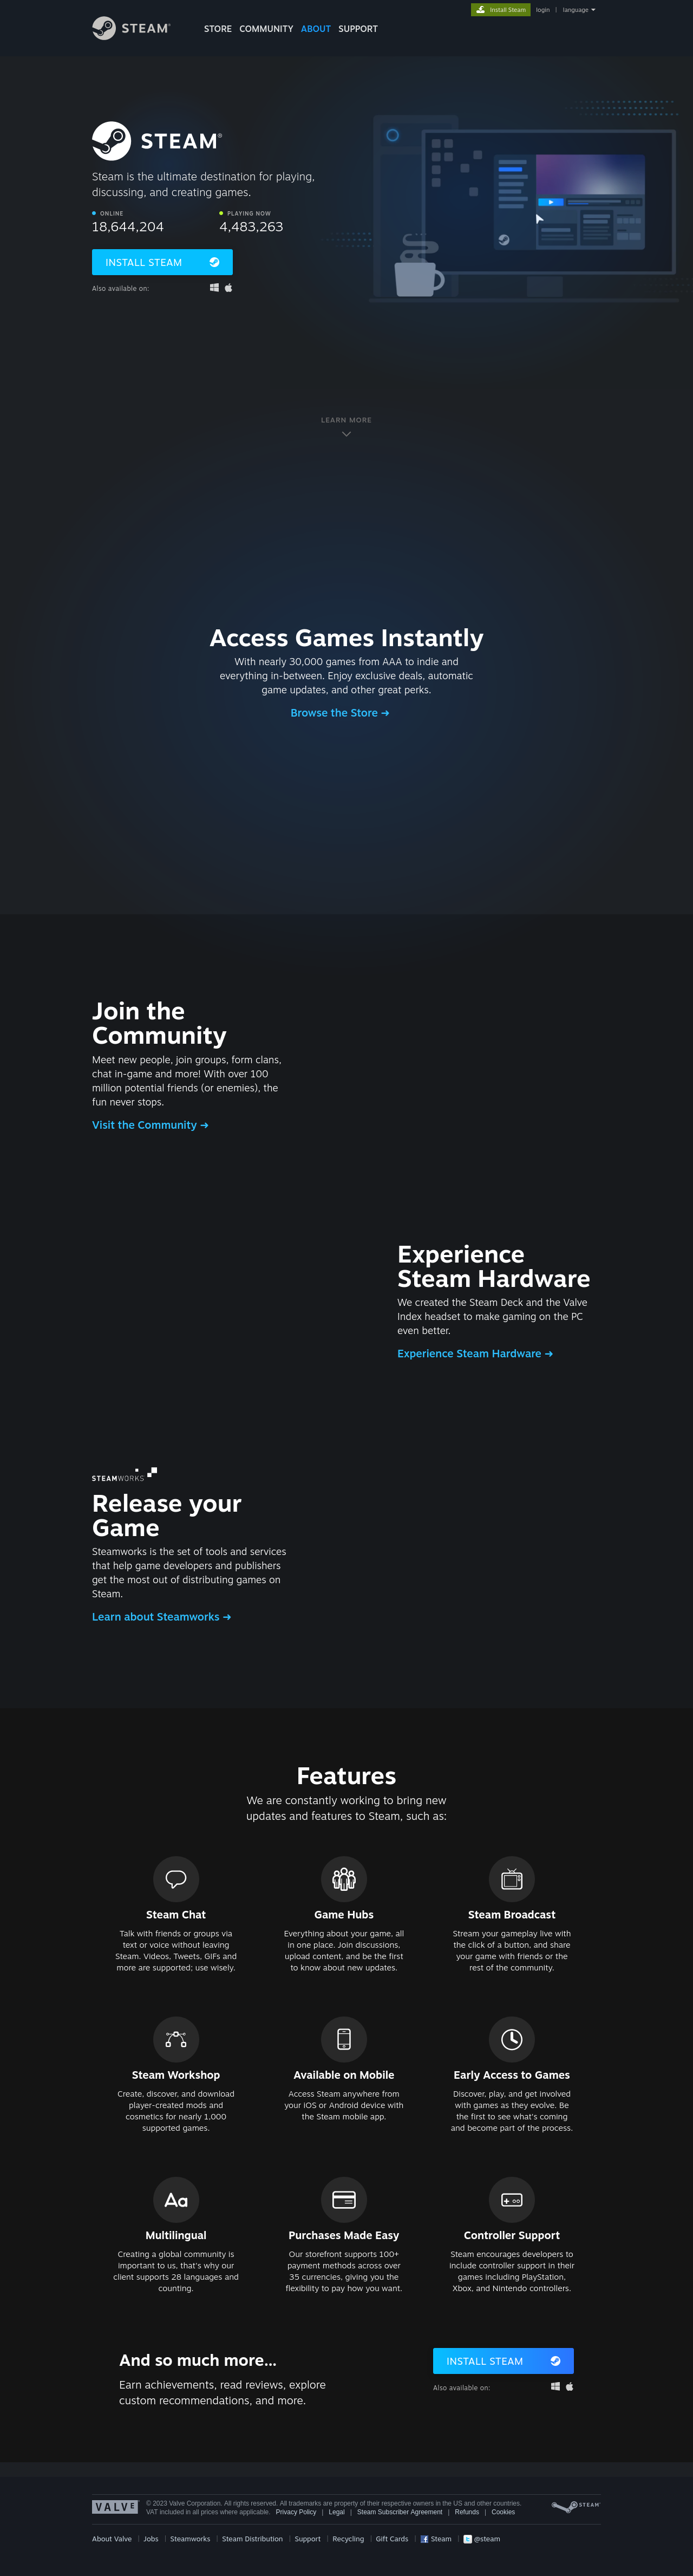 Install Steam
login | language
STEAM®
STORE COMMUNITY ABOUT SUPPORT
STEAM®
Steam is the ultimate destination for playing,
discussing, and creating games.
ONLINE
18,644,204
PLAYING NOW
4,483,263
INSTALL STEAM
Also available on:
LEARN MORE
Access Games Instantly
With nearly 30,000 games from AAA to indie and
everything in-between. Enjoy exclusive deals, automatic
game updates, and other great perks.
Browse the Store ➔
Join the
Community
Meet new people, join groups, form clans,
chat in-game and more! With over 100
million potential friends (or enemies), the
fun never stops.
Visit the Community ➔
Experience
Steam Hardware
We created the Steam Deck and the Valve
Index headset to make gaming on the PC
even better.
Experience Steam Hardware ➔
STEAMWORKS
Release your
Game
Steamworks is the set of tools and services
that help game developers and publishers
get the most out of distributing games on
Steam.
Learn about Steamworks ➔
Features
We are constantly working to bring new
updates and features to Steam, such as:
Steam Chat
Talk with friends or groups via
text or voice without leaving
Steam. Videos, Tweets, GIFs and
more are supported; use wisely.
Game Hubs
Everything about your game, all
in one place. Join discussions,
upload content, and be the first
to know about new updates.
Steam Broadcast
Stream your gameplay live with
the click of a button, and share
your game with friends or the
rest of the community.
Steam Workshop
Create, discover, and download
player-created mods and
cosmetics for nearly 1,000
supported games.
Available on Mobile
Access Steam anywhere from
your iOS or Android device with
the Steam mobile app.
Early Access to Games
Discover, play, and get involved
with games as they evolve. Be
the first to see what's coming
and become part of the process.
Aa
Multilingual
Creating a global community is
important to us, that's why our
client supports 28 languages and
counting.
Purchases Made Easy
Our storefront supports 100+
payment methods across over
35 currencies, giving you the
flexibility to pay how you want.
Controller Support
Steam encourages developers to
include controller support in their
games including PlayStation,
Xbox, and Nintendo controllers.
And so much more...
Earn achievements, read reviews, explore
custom recommendations, and more.
INSTALL STEAM
Also available on:
VALVE
© 2023 Valve Corporation. All rights reserved. All trademarks are property of their respective owners in the US and other countries.
VAT included in all prices where applicable. Privacy Policy | Legal | Steam Subscriber Agreement | Refunds | Cookies
STEAM
About Valve | Jobs | Steamworks | Steam Distribution | Support | Recycling | Gift Cards | Steam | @steam